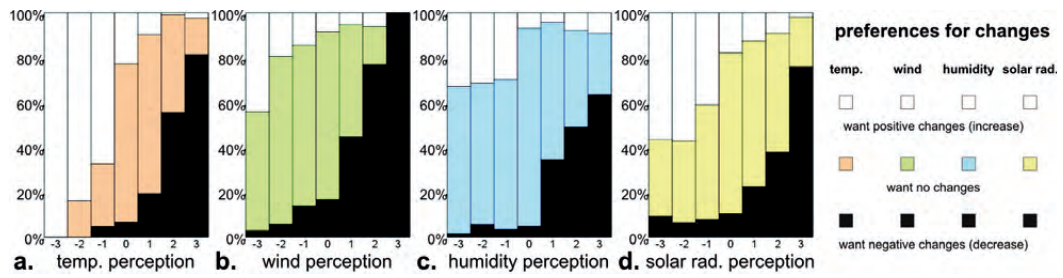 100%
80%
60%
40%
20%
0%
-3 -2 -1 0 1 2 3
a. temp. perception
100%
80%
60%
40%
20%
0%
-3 -2 -1 0 1 2 3
b. wind perception
100%
80%
60%
40%
20%
0%
-3 -2 -1 0 1 2 3
c. humidity perception
100%
80%
60%
40%
20%
0%
-3 -2 -1 0 1 2 3
d. solar rad. perception
preferences for changes
temp. wind humidity solar rad.
want positive changes (increase)
want no changes
want negative changes (decrease)